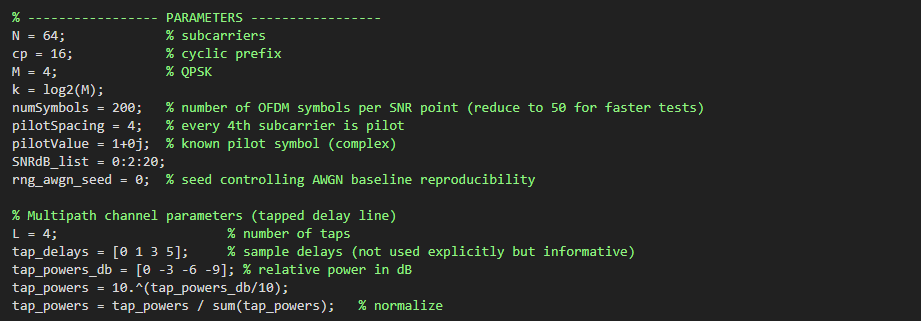 % ----------------- PARAMETERS -----------------
N = 64;             % subcarriers
cp = 16;            % cyclic prefix
M = 4;              % QPSK
k = log2(M);
numSymbols = 200;   % number of OFDM symbols per SNR point (reduce to 50 for faster tests)
pilotSpacing = 4;   % every 4th subcarrier is pilot
pilotValue = 1+0j;  % known pilot symbol (complex)
SNRdB_list = 0:2:20;
rng_awgn_seed = 0;  % seed controlling AWGN baseline reproducibility

% Multipath channel parameters (tapped delay line)
L = 4;                      % number of taps
tap_delays = [0 1 3 5];     % sample delays (not used explicitly but informative)
tap_powers_db = [0 -3 -6 -9]; % relative power in dB
tap_powers = 10.^(tap_powers_db/10);
tap_powers = tap_powers / sum(tap_powers);   % normalize